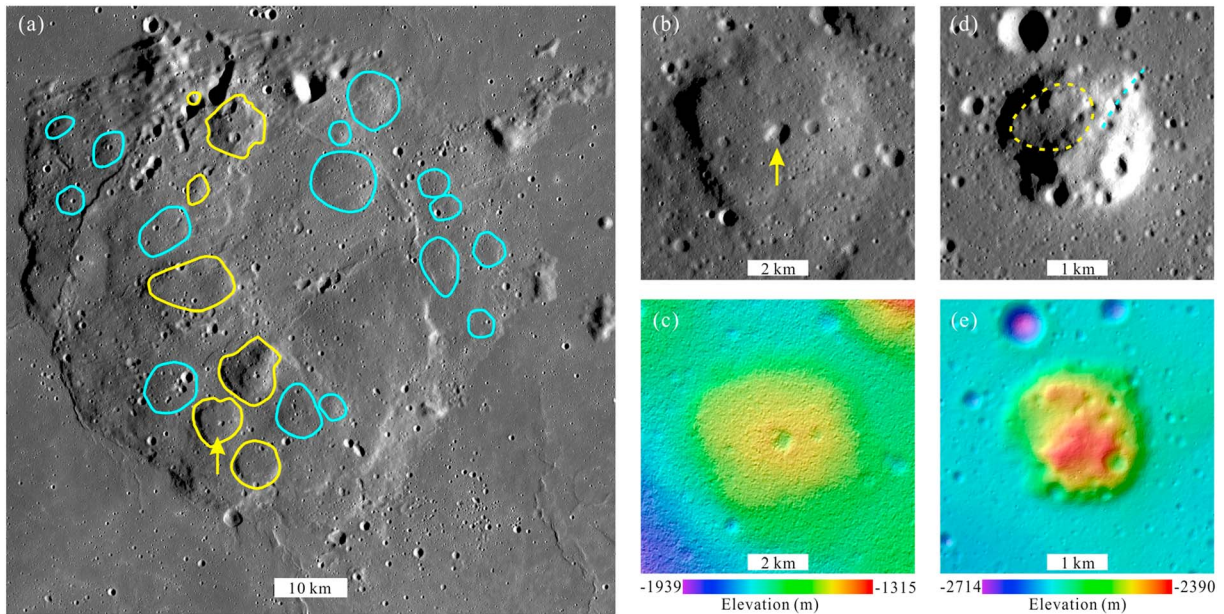 (a)
10 km
(b)
2 km
(d)
1 km
(c)
2 km
(e)
1 km
-1939 -1315
Elevation (m)
-2714 -2390
Elevation (m)